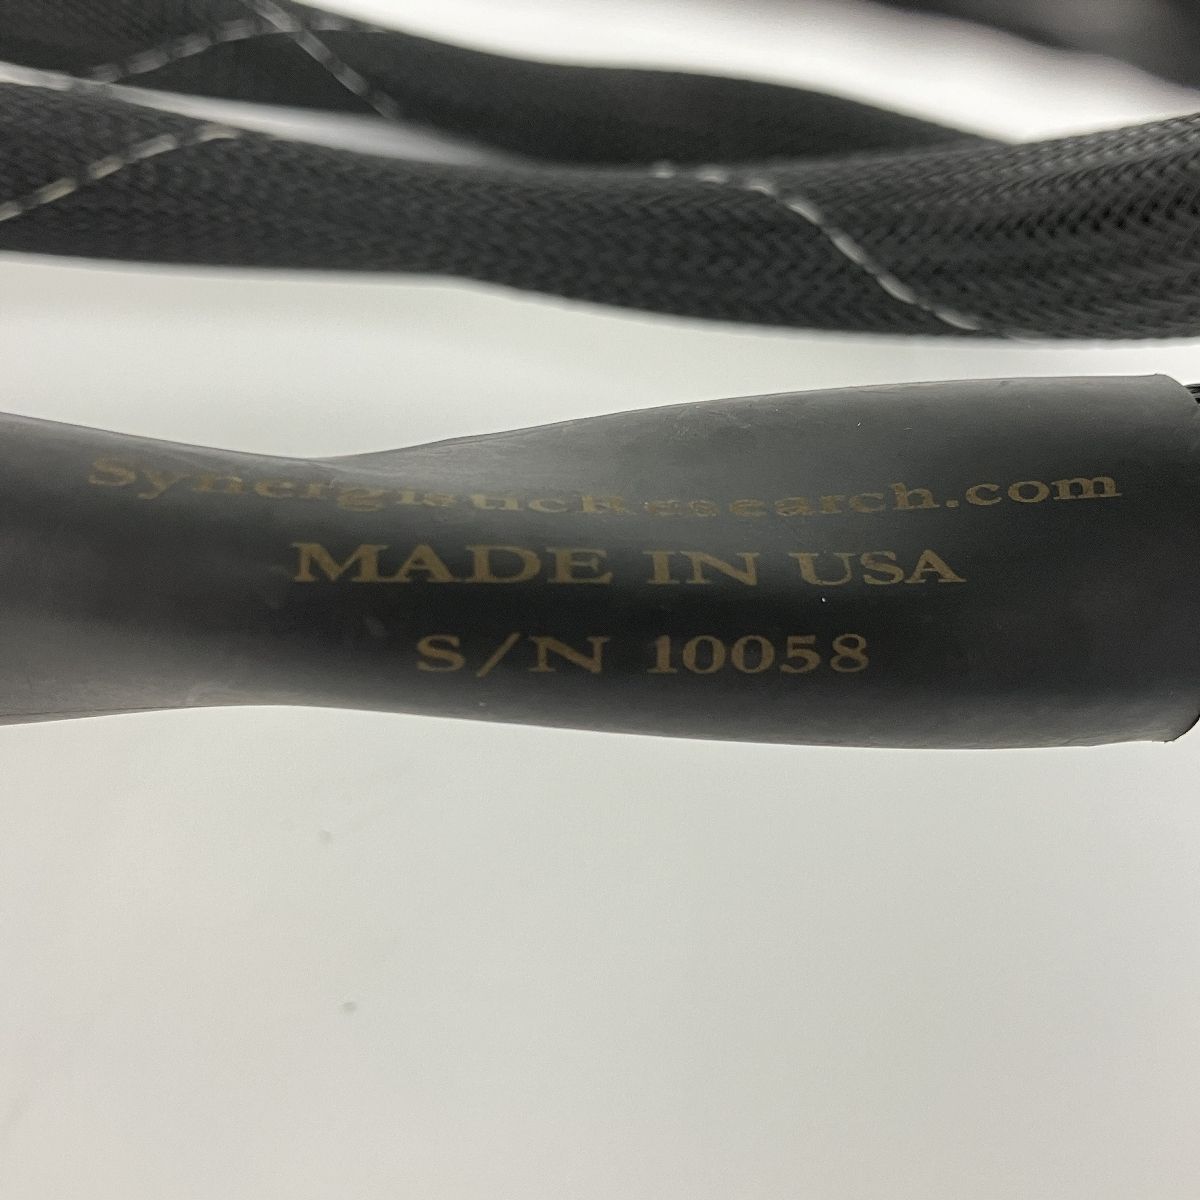 SynergisticResearch.com
MADE IN USA
S/N 10058